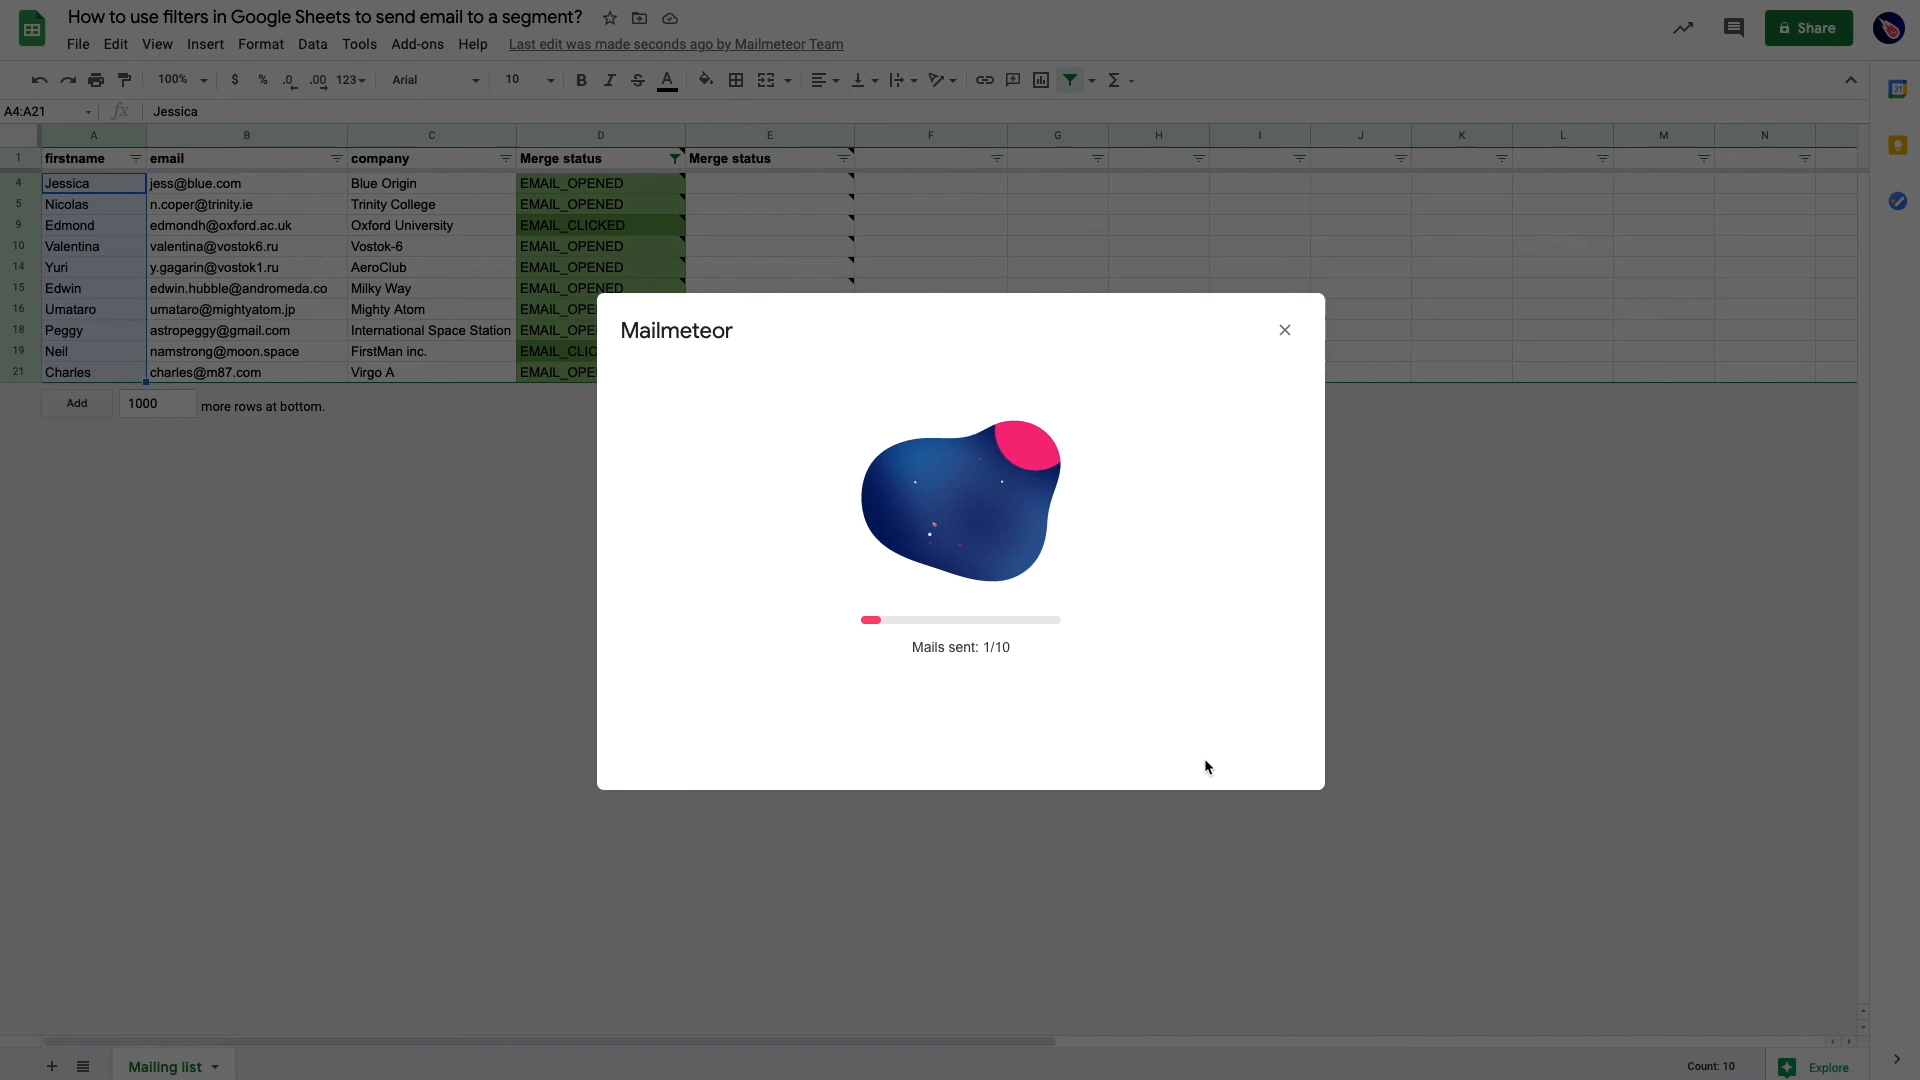 How to use filters in Google Sheets to send email to a segment?
File Edit View Insert Format Data Tools Add-ons Help Last edit was made seconds ago by Mailmeteor Team
Share
100% $ % .0 .00 123 Arial 10 B I S A Σ
31
A4:A21 fx Jessica
A B C D E F G H I J K L M N
1 firstname email company Merge status Merge status
4 Jessica jess@blue.com Blue Origin EMAIL_OPENED
5 Nicolas n.coper@trinity.ie Trinity College EMAIL_OPENED
9 Edmond edmondh@oxford.ac.uk Oxford University EMAIL_CLICKED
10 Valentina valentina@vostok6.ru Vostok-6 EMAIL_OPENED
14 Yuri y.gagarin@vostok1.ru AeroClub EMAIL_OPENED
15 Edwin edwin.hubble@andromeda.co Milky Way EMAIL_OPENED
16 Umataro umataro@mightyatom.jp Mighty Atom EMAIL_OPE
18 Peggy astropeggy@gmail.com International Space Station EMAIL_OPE
19 Neil namstrong@moon.space FirstMan inc. EMAIL_CLIC
21 Charles charles@m87.com Virgo A EMAIL_OPE
Add 1000 more rows at bottom.
Mailmeteor
Mails sent: 1/10
Mailing list
Count: 10
Explore